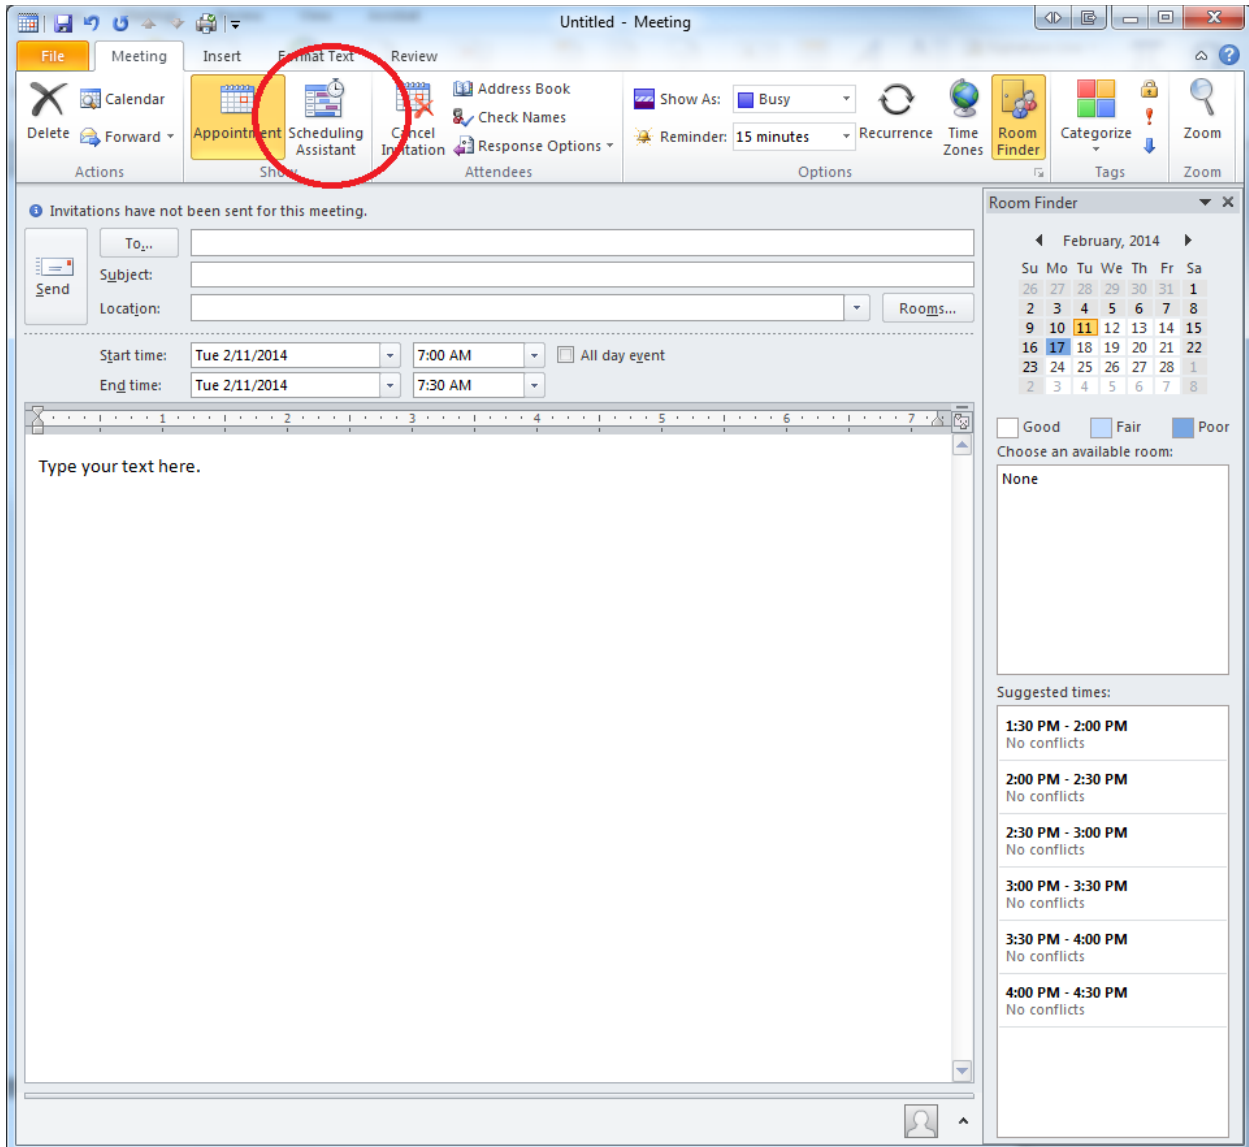 Untitled - Meeting
File Meeting Insert Format Text Review
Delete
Calendar
Forward
Actions
Appointment
Scheduling
Assistant
Show
Cancel
Invitation
Address Book
Check Names
Response Options
Attendees
Show As: Busy
Reminder: 15 minutes
Recurrence
Time
Zones
Options
Room
Finder
Categorize
Tags
Zoom
Zoom
Invitations have not been sent for this meeting.
Send
To...
Subject:
Location:
Rooms...
Start time: Tue 2/11/2014 7:00 AM All day event
End time: Tue 2/11/2014 7:30 AM
1 2 3 4 5 6 7
Type your text here.
Room Finder
February, 2014
Su Mo Tu We Th Fr Sa
26 27 28 29 30 31 1
2 3 4 5 6 7 8
9 10 11 12 13 14 15
16 17 18 19 20 21 22
23 24 25 26 27 28 1
2 3 4 5 6 7 8
Good Fair Poor
Choose an available room:
None
Suggested times:
1:30 PM - 2:00 PM
No conflicts
2:00 PM - 2:30 PM
No conflicts
2:30 PM - 3:00 PM
No conflicts
3:00 PM - 3:30 PM
No conflicts
3:30 PM - 4:00 PM
No conflicts
4:00 PM - 4:30 PM
No conflicts